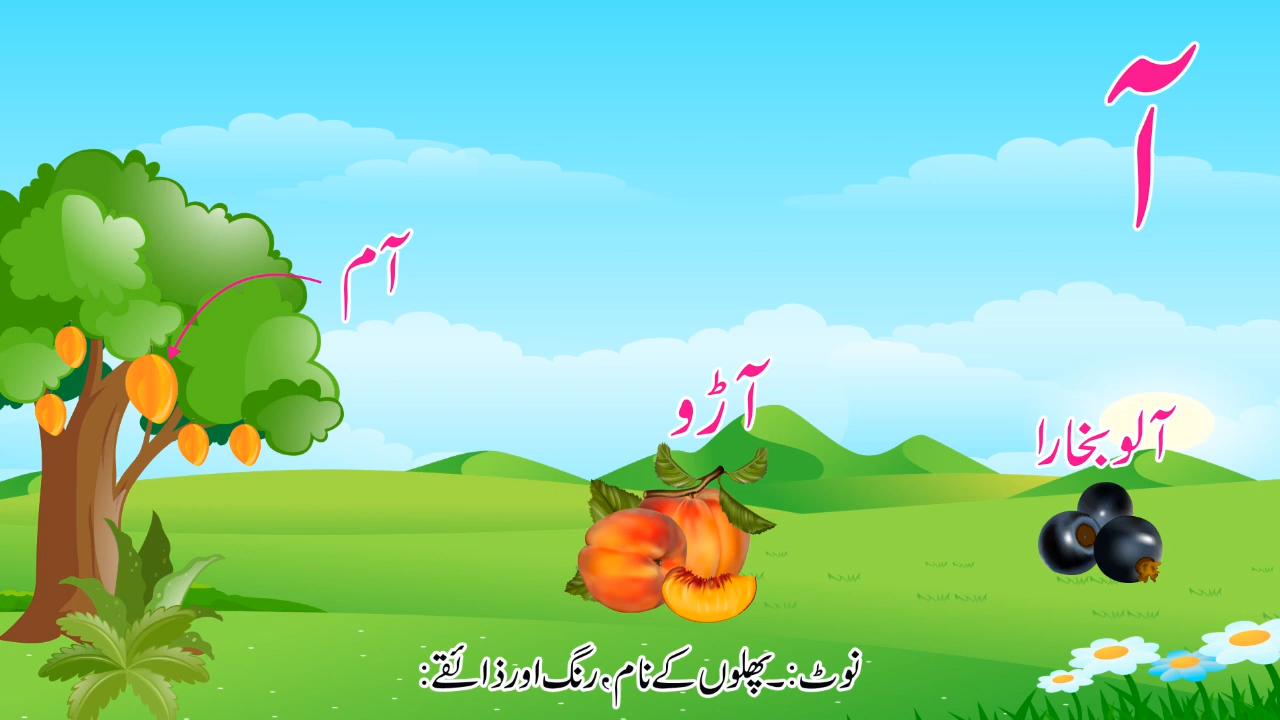 آ
آم
آڑو
آلو بخارا
نوٹ:۔ پھلوں کے نام، رنگ اور ذائقے: